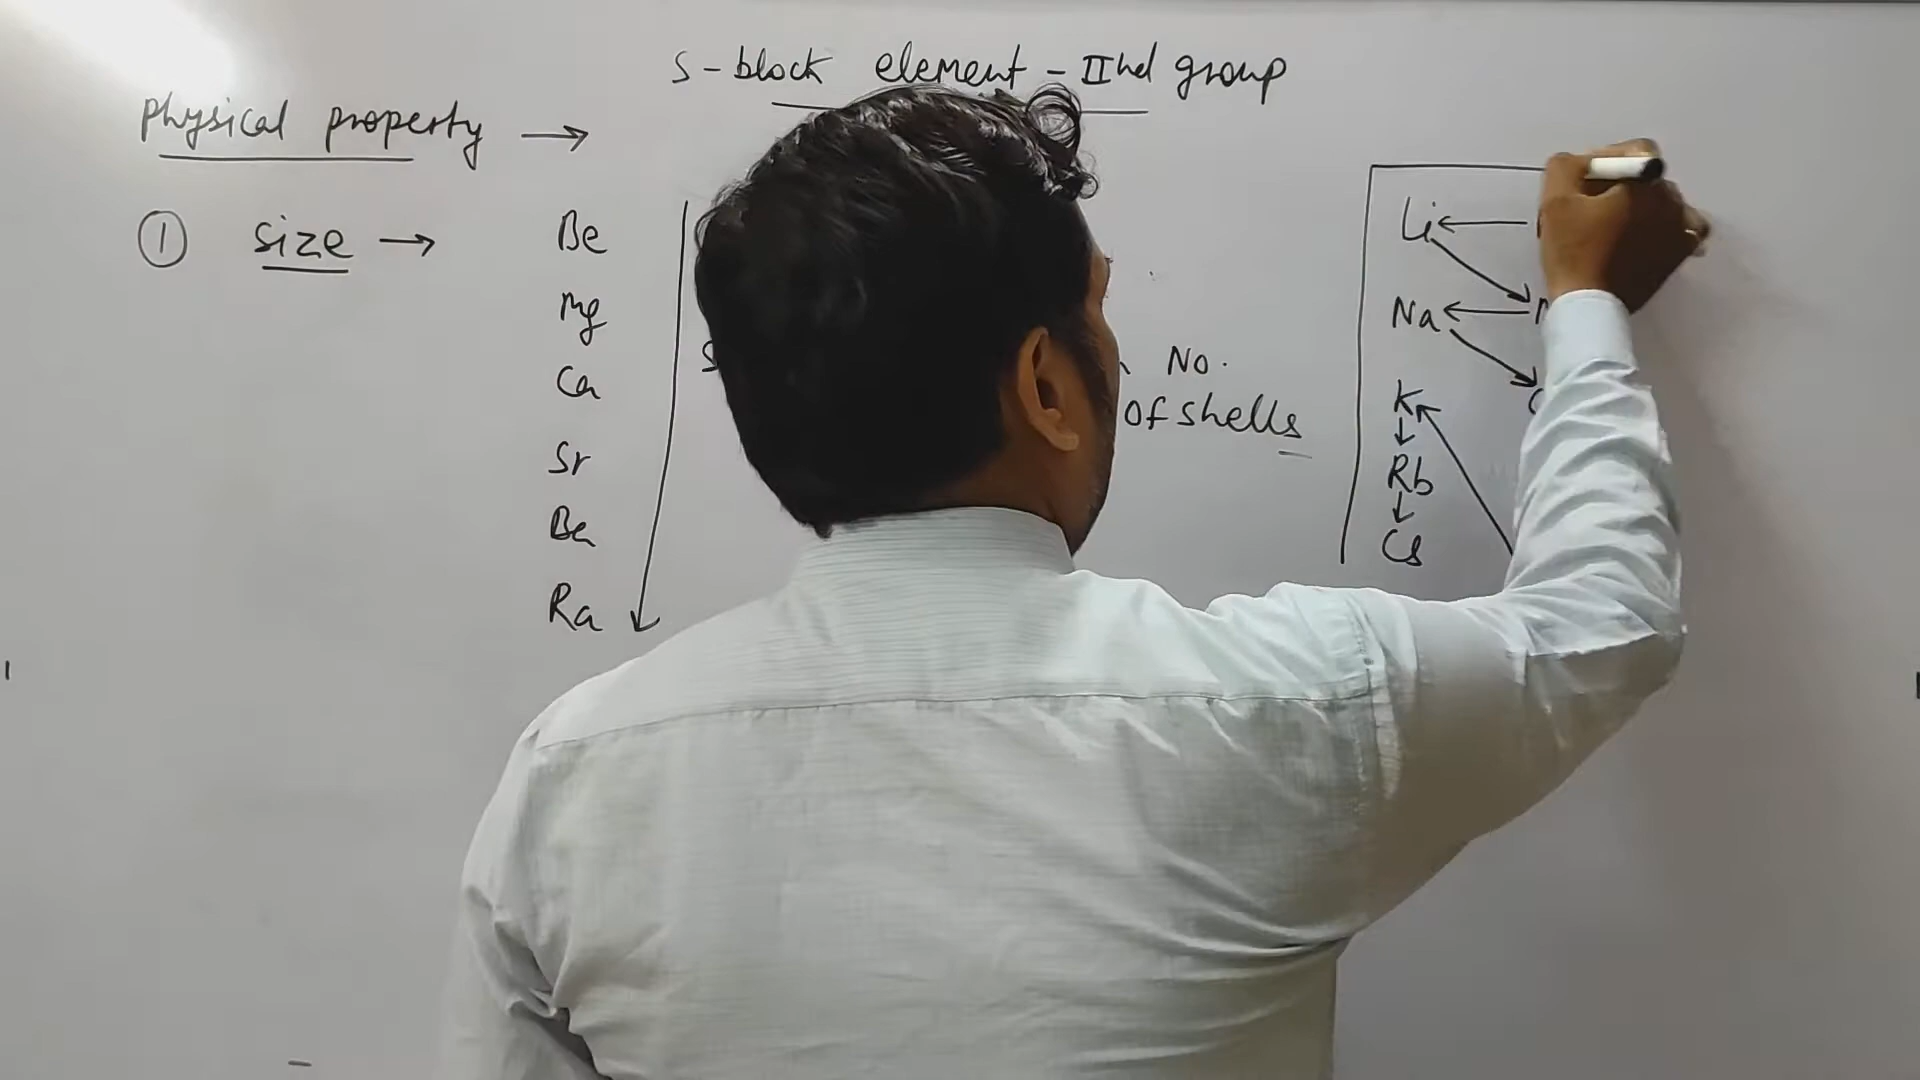 s-block element - IInd group
Physical property →
① size →
Be
Mg
Ca
Sr
Ba
Ra
No.
of shells
Li ←
Na ←
K
↓
Rb
↓
Cs